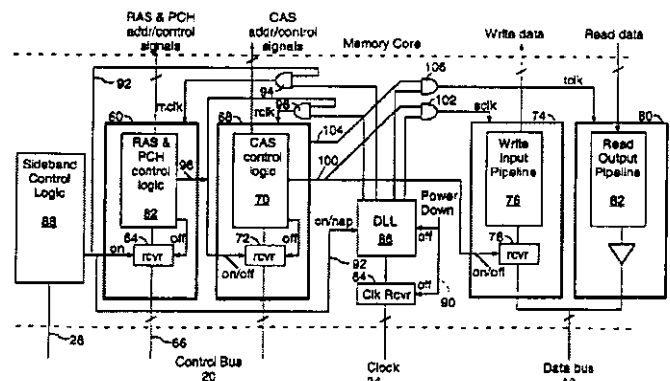 RAS & PCH
addr/control
signals
CAS
addr/control
signals
Memory Core
Write data
Read data
92
94
106
102
60
rrclk
68
rclk
98
104
sclk
tclk
74
80
RAS & PCH
control
logic
62
96
CAS
control
logic
70
100
Write
Input
Pipeline
76
Read
Output
Pipeline
82
Sideband
Control
Logic
88
on
64
off
rcvr
72
off
rcvr
on/off
on/nap
92
DLL
86
Power
Down
off
84
Clk Rcvr
off
90
78
rcvr
on/off
28
66
Control Bus
20
Clock
Data bus